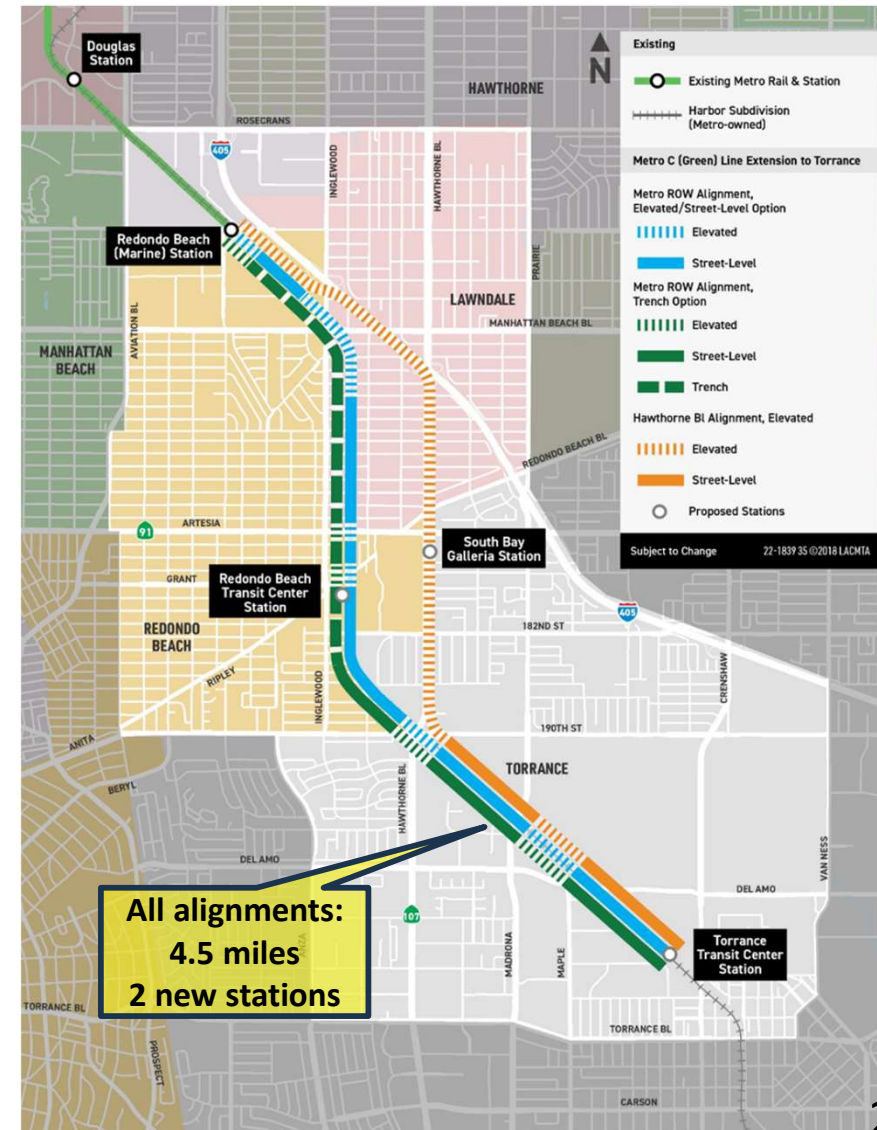 Douglas
Station
HAWTHORNE
ROSECRANS
405
INGLEWOOD
HAWTHORNE BL
PRAIRIE
Redondo Beach
(Marine) Station
LAWNDALE
MANHATTAN BEACH BL
AVIATION BL
MANHATTAN
BEACH
REDONDO BEACH BL
ARTESIA
91
South Bay
Galleria Station
GRANT
Redondo Beach
Transit Center
Station
405
182ND ST
REDONDO
BEACH
RIPLEY
INGLEWOOD
CRENSHAW
190TH ST
ANITA
TORRANCE
BERYL
HAWTHORNE BL
VAN NESS
DEL AMO
DEL AMO
All alignments:
4.5 miles
2 new stations
107
MADRONA
MAPLE
Torrance
Transit Center
Station
TORRANCE BL
PROSPECT
TORRANCE BL
CARSON
N
Existing
Existing Metro Rail & Station
Harbor Subdivision
(Metro-owned)
Metro C (Green) Line Extension to Torrance
Metro ROW Alignment,
Elevated/Street-Level Option
Elevated
Street-Level
Metro ROW Alignment,
Trench Option
Elevated
Street-Level
Trench
Hawthorne Bl Alignment, Elevated
Elevated
Street-Level
Proposed Stations
Subject to Change
22-1839 35 ©2018 LACMTA